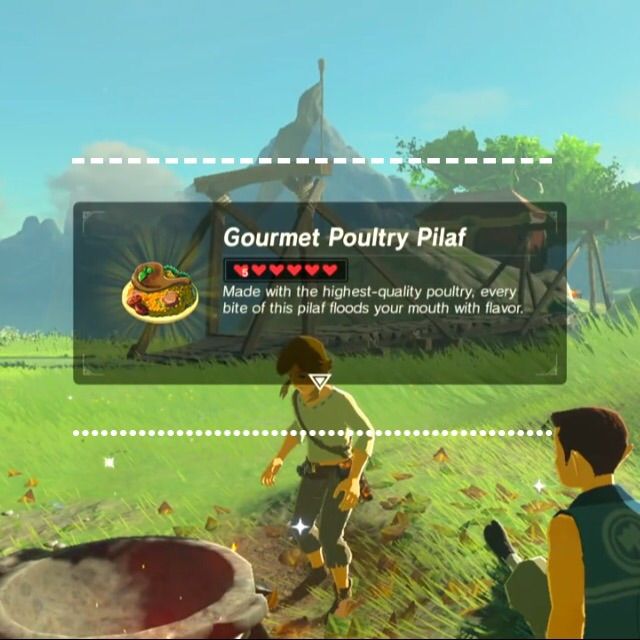 Gourmet Poultry Pilaf
5
Made with the highest-quality poultry, every
bite of this pilaf floods your mouth with flavor.